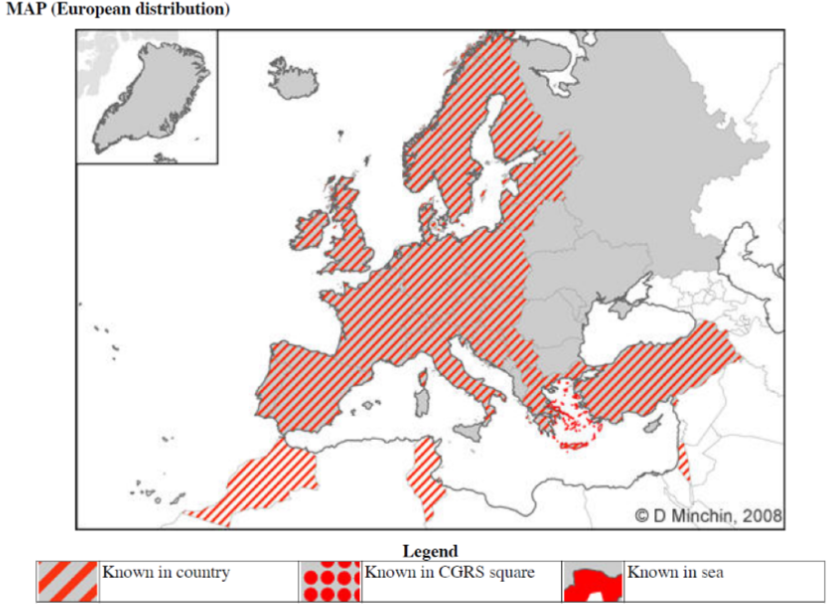 MAP (European distribution)
© D Minchin, 2008
Legend
Known in country
Known in CGRS square
Known in sea